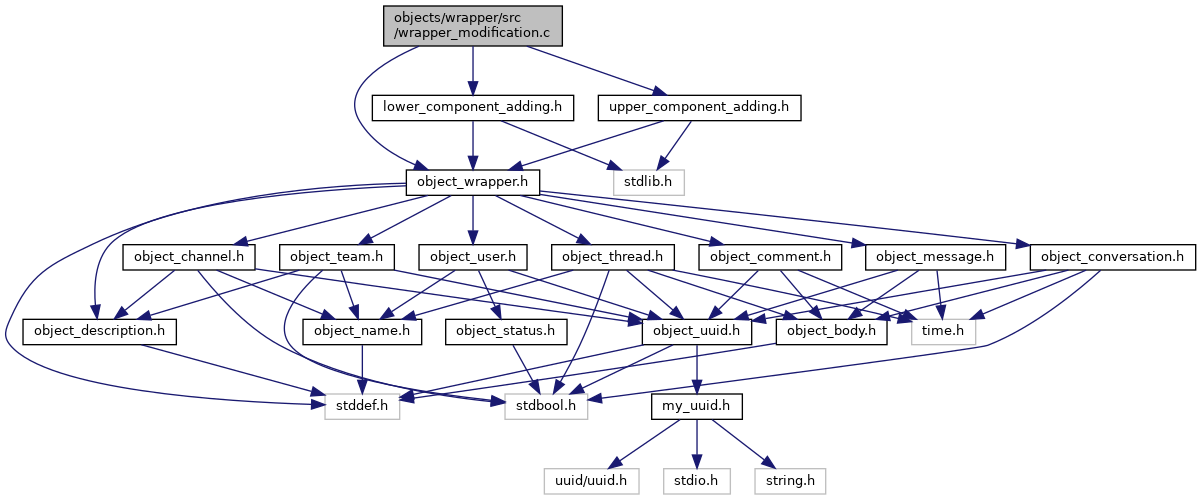 objects/wrapper/src
/wrapper_modification.c
lower_component_adding.h
upper_component_adding.h
object_wrapper.h
stdlib.h
object_channel.h
object_team.h
object_user.h
object_thread.h
object_comment.h
object_message.h
object_conversation.h
object_description.h
object_name.h
object_status.h
object_uuid.h
object_body.h
time.h
stddef.h
stdbool.h
my_uuid.h
uuid/uuid.h
stdio.h
string.h